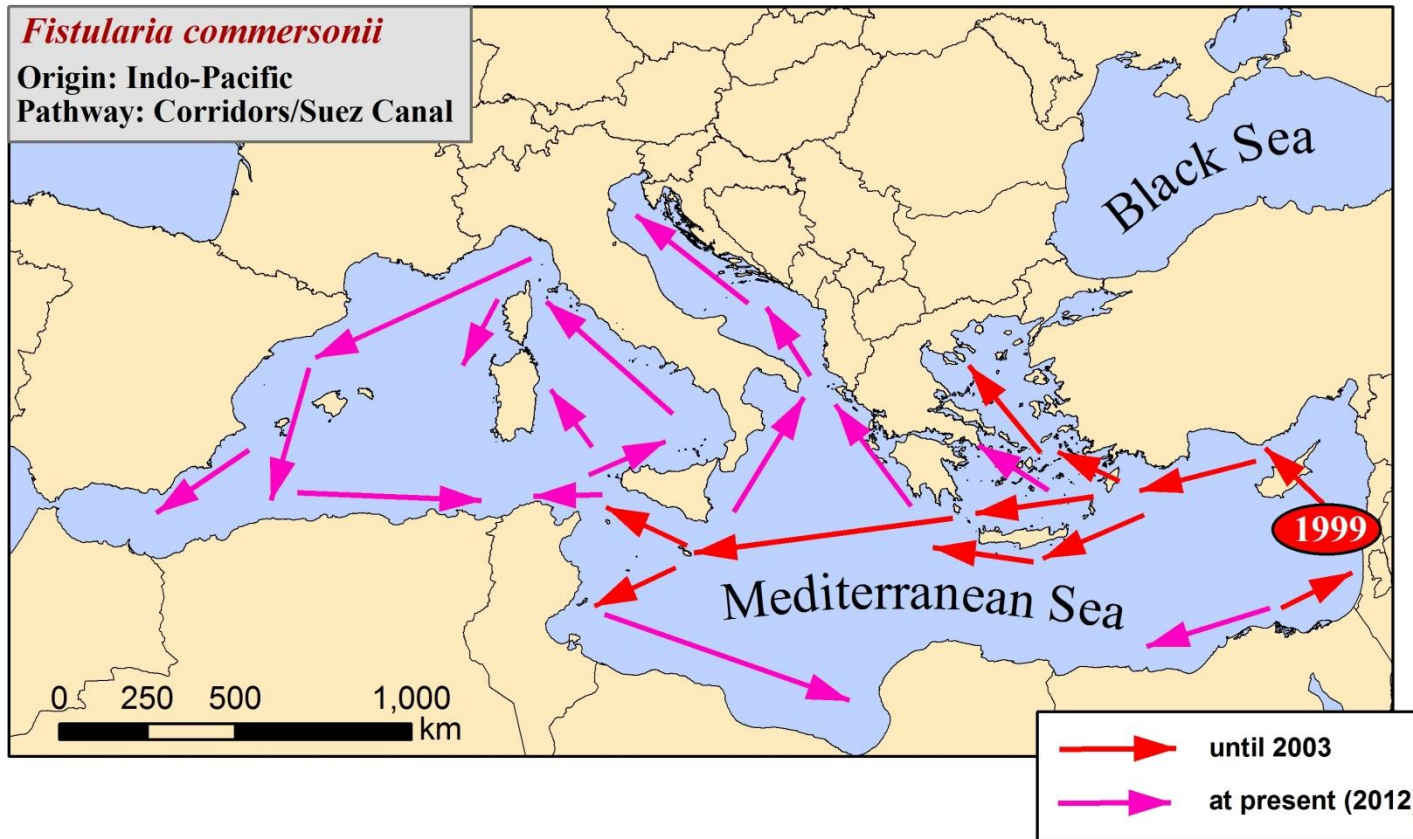 Fistularia commersonii
Origin: Indo-Pacific
Pathway: Corridors/Suez Canal
Black Sea
1999
Mediterranean Sea
0 250 500 1,000
km
until 2003
at present (2012